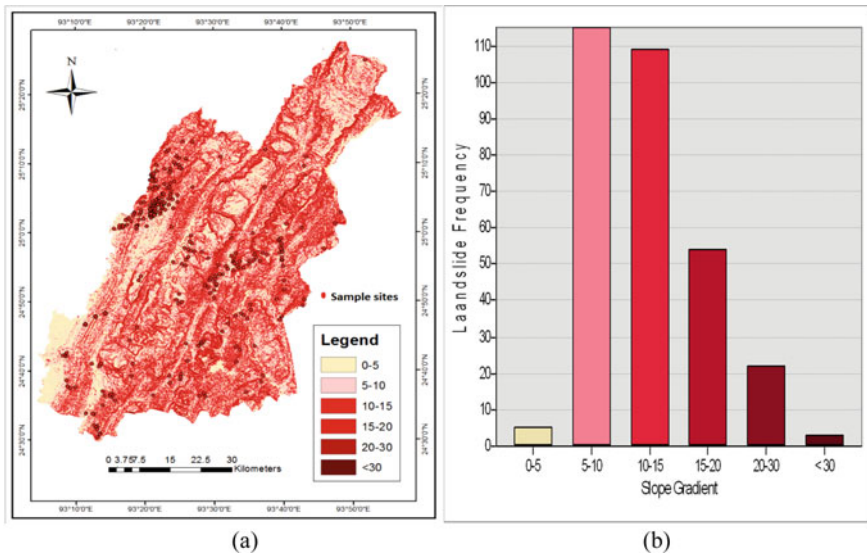 93°10'0"E 93°20'0"E 93°30'0"E 93°40'0"E 93°50'0"E
N
25°20'0"N 25°20'0"N
25°10'0"N 25°10'0"N
25°0'0"N 25°0'0"N
24°50'0"N 24°50'0"N
24°40'0"N 24°40'0"N
24°30'0"N 24°30'0"N
Sample sites
Legend
0-5
5-10
10-15
15-20
20-30
<30
0 3.757.5 15 22.5 30
Kilometers
93°10'0"E 93°20'0"E 93°30'0"E 93°40'0"E 93°50'0"E
(a)
Laandslide Frequency
110
100
90
80
70
60
50
40
30
20
10
0
0-5 5-10 10-15 15-20 20-30 <30
Slope Gradient
(b)